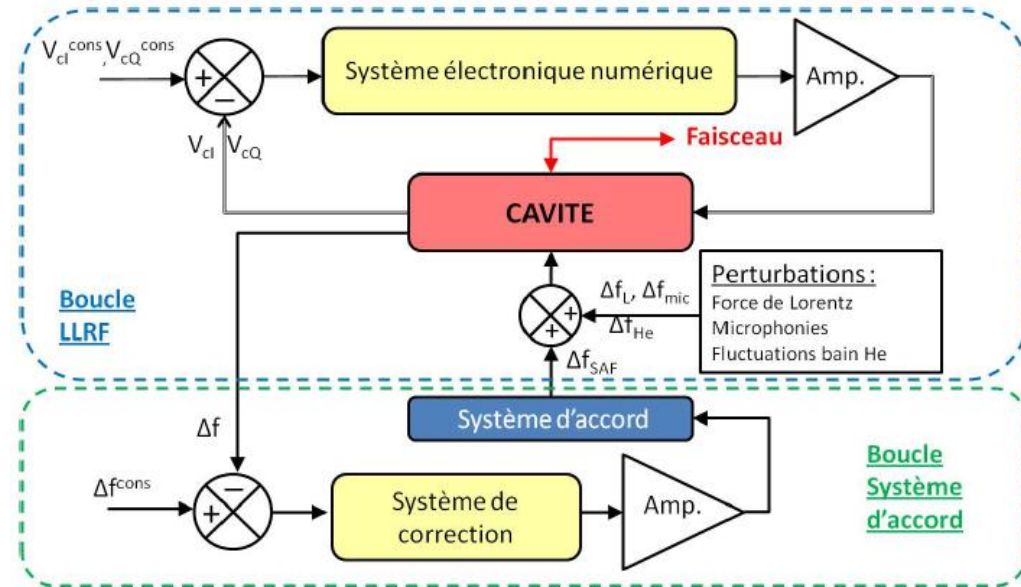 V_cI^cons, V_cQ^cons
+
−
Système électronique numérique
Amp.
V_cI V_cQ
Faisceau
CAVITE
Boucle
LLRF
Δf_L, Δf_mic
Δf_He
+
+
Perturbations :
Force de Lorentz
Microphonies
Fluctuations bain He
Δf_SAF
Système d'accord
Δf
Δf^cons
−
+
Système de
correction
Amp.
Boucle
Système
d'accord